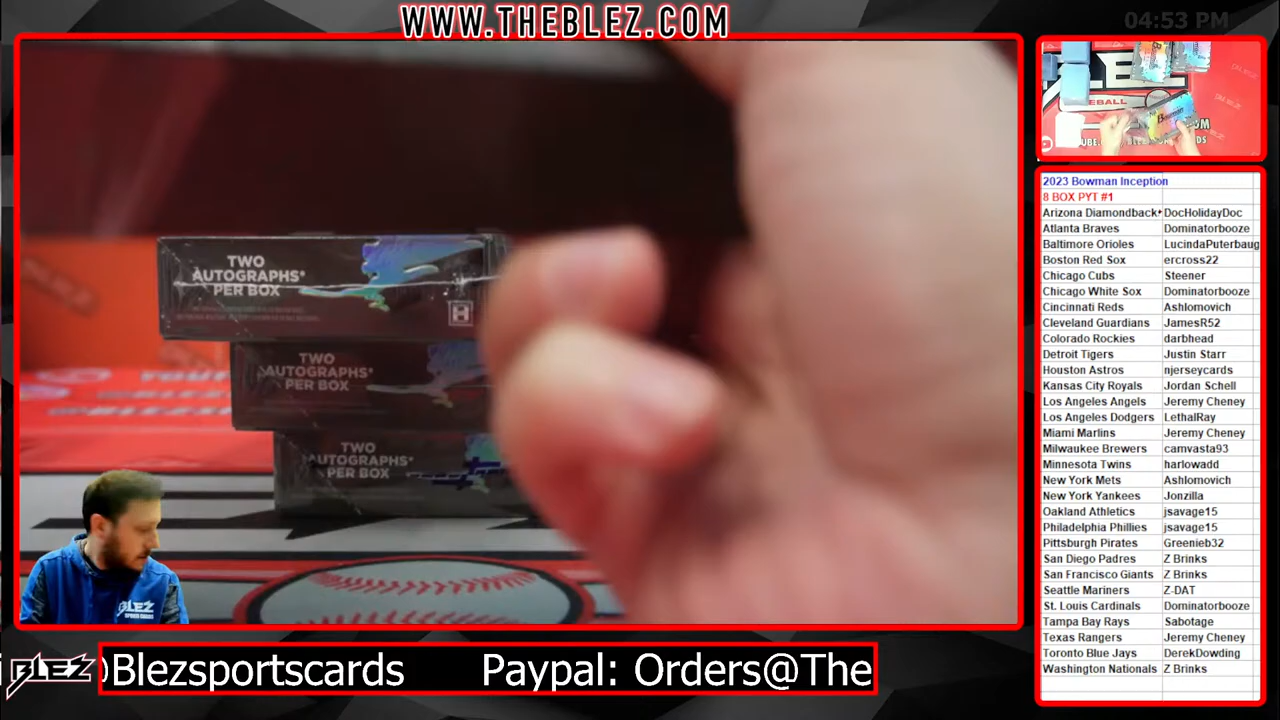 WWW.THEBLEZ.COM
04:53 PM
TWO
AUTOGRAPHS*
PER BOX
H
TWO
AUTOGRAPHS*
PER BOX
TWO
AUTOGRAPHS*
PER BOX
BLEZ
SPORTS CARDS
BLEZ
@Blezsportscards Paypal: Orders@The
2023 Bowman Inception
8 BOX PYT #1
Arizona Diamondback DocHolidayDoc
Atlanta Braves Dominatorbooze
Baltimore Orioles LucindaPuterbaug
Boston Red Sox ercross22
Chicago Cubs Steener
Chicago White Sox Dominatorbooze
Cincinnati Reds Ashlomovich
Cleveland Guardians JamesR52
Colorado Rockies darbhead
Detroit Tigers Justin Starr
Houston Astros njerseycards
Kansas City Royals Jordan Schell
Los Angeles Angels Jeremy Cheney
Los Angeles Dodgers LethalRay
Miami Marlins Jeremy Cheney
Milwaukee Brewers camvasta93
Minnesota Twins harlowadd
New York Mets Ashlomovich
New York Yankees Jonzilla
Oakland Athletics jsavage15
Philadelphia Phillies jsavage15
Pittsburgh Pirates Greenieb32
San Diego Padres Z Brinks
San Francisco Giants Z Brinks
Seattle Mariners Z-DAT
St. Louis Cardinals Dominatorbooze
Tampa Bay Rays Sabotage
Texas Rangers Jeremy Cheney
Toronto Blue Jays DerekDowding
Washington Nationals Z Brinks